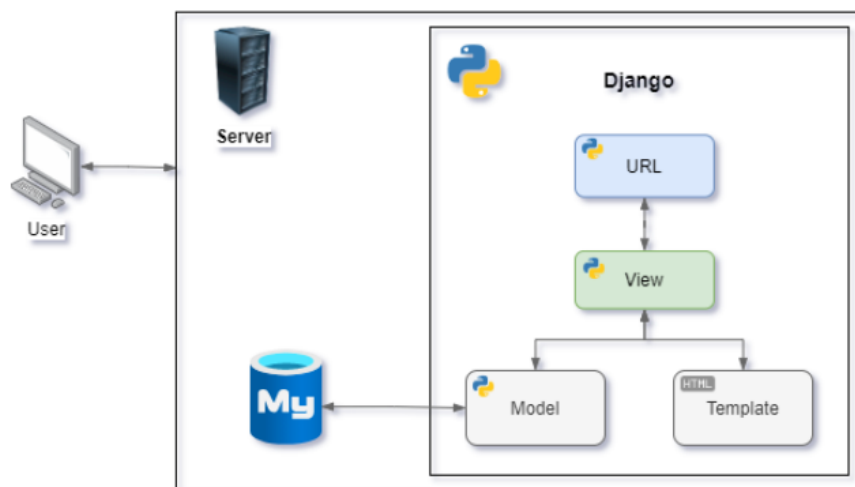 Server
Django
User
URL
View
My
Model
HTML
Template